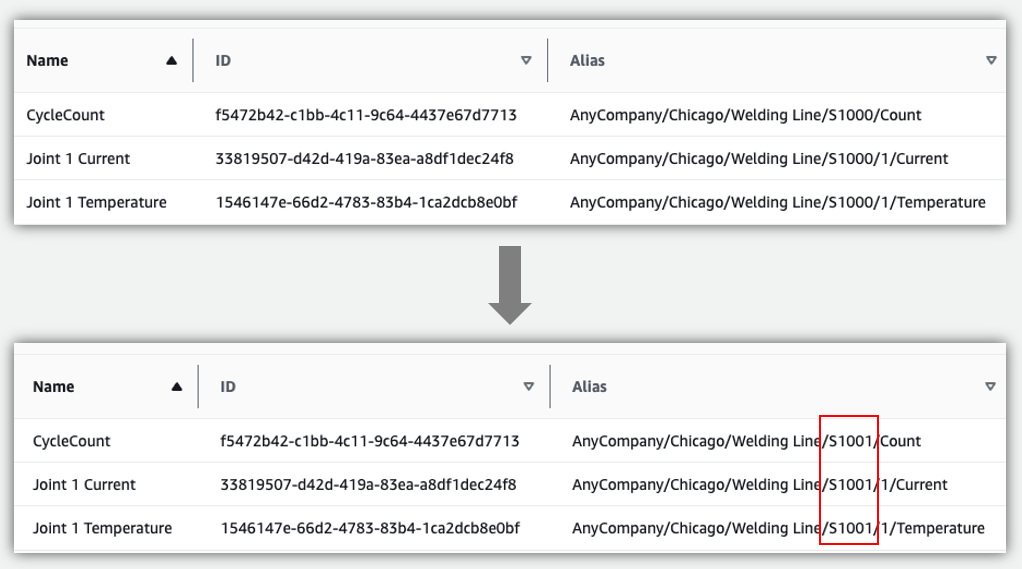 Name ID Alias
CycleCount f5472b42-c1bb-4c11-9c64-4437e67d7713 AnyCompany/Chicago/Welding Line/S1000/Count
Joint 1 Current 33819507-d42d-419a-83ea-a8df1dec24f8 AnyCompany/Chicago/Welding Line/S1000/1/Current
Joint 1 Temperature 1546147e-66d2-4783-83b4-1ca2dcb8e0bf AnyCompany/Chicago/Welding Line/S1000/1/Temperature
Name ID Alias
CycleCount f5472b42-c1bb-4c11-9c64-4437e67d7713 AnyCompany/Chicago/Welding Line/S1001/Count
Joint 1 Current 33819507-d42d-419a-83ea-a8df1dec24f8 AnyCompany/Chicago/Welding Line/S1001/1/Current
Joint 1 Temperature 1546147e-66d2-4783-83b4-1ca2dcb8e0bf AnyCompany/Chicago/Welding Line/S1001/1/Temperature